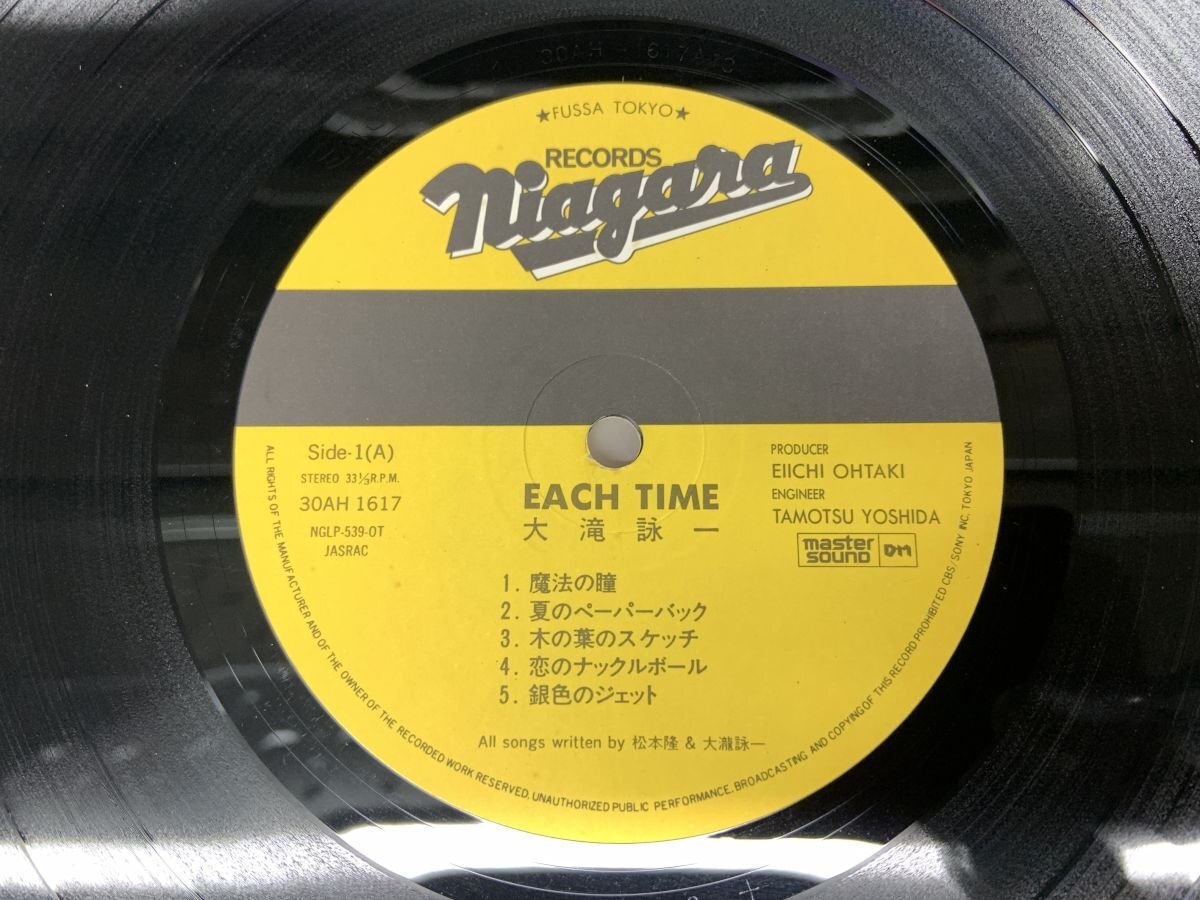 30AH-1617A
★FUSSA TOKYO★
RECORDS
Niagara
Side-1(A)
STEREO 33⅓R.P.M.
30AH 1617
NGLP-539-OT
JASRAC
PRODUCER
EIICHI OHTAKI
ENGINEER
TAMOTSU YOSHIDA
master sound DM
EACH TIME
大滝詠一
1. 魔法の瞳
2. 夏のペーパーバック
3. 木の葉のスケッチ
4. 恋のナックルボール
5. 銀色のジェット
All songs written by 松本隆 & 大瀧詠一
ALL RIGHTS OF THE MANUFACTURER AND OF THE OWNER OF THE RECORDED WORK RESERVED. UNAUTHORIZED PUBLIC PERFORMANCE. BROADCASTING AND COPYING OF THIS RECORD PROHIBITED CBS/SONY INC. TOKYO JAPAN